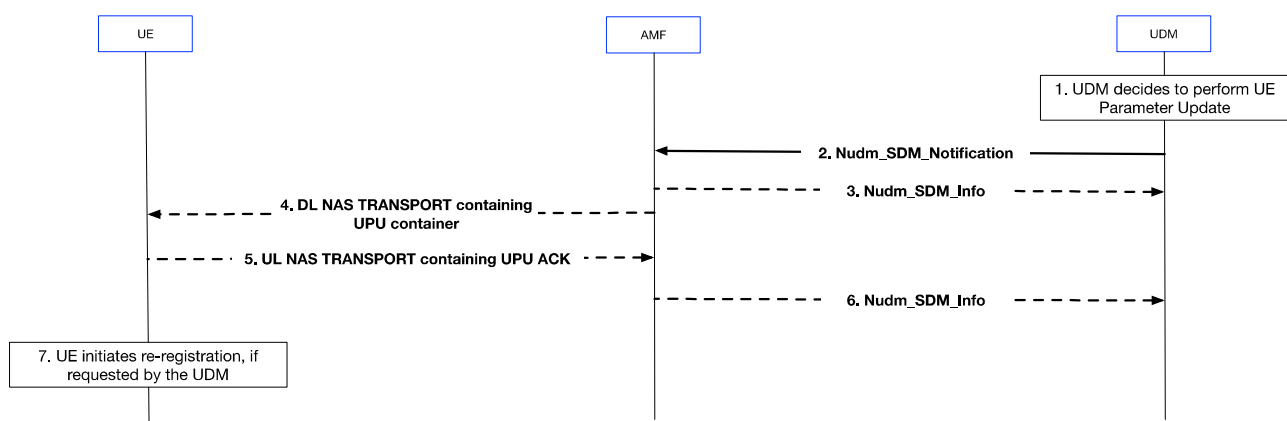 UE
AMF
UDM
1. UDM decides to perform UE
Parameter Update
2. Nudm_SDM_Notification
3. Nudm_SDM_Info
4. DL NAS TRANSPORT containing
UPU container
5. UL NAS TRANSPORT containing UPU ACK
6. Nudm_SDM_Info
7. UE initiates re-registration, if
requested by the UDM